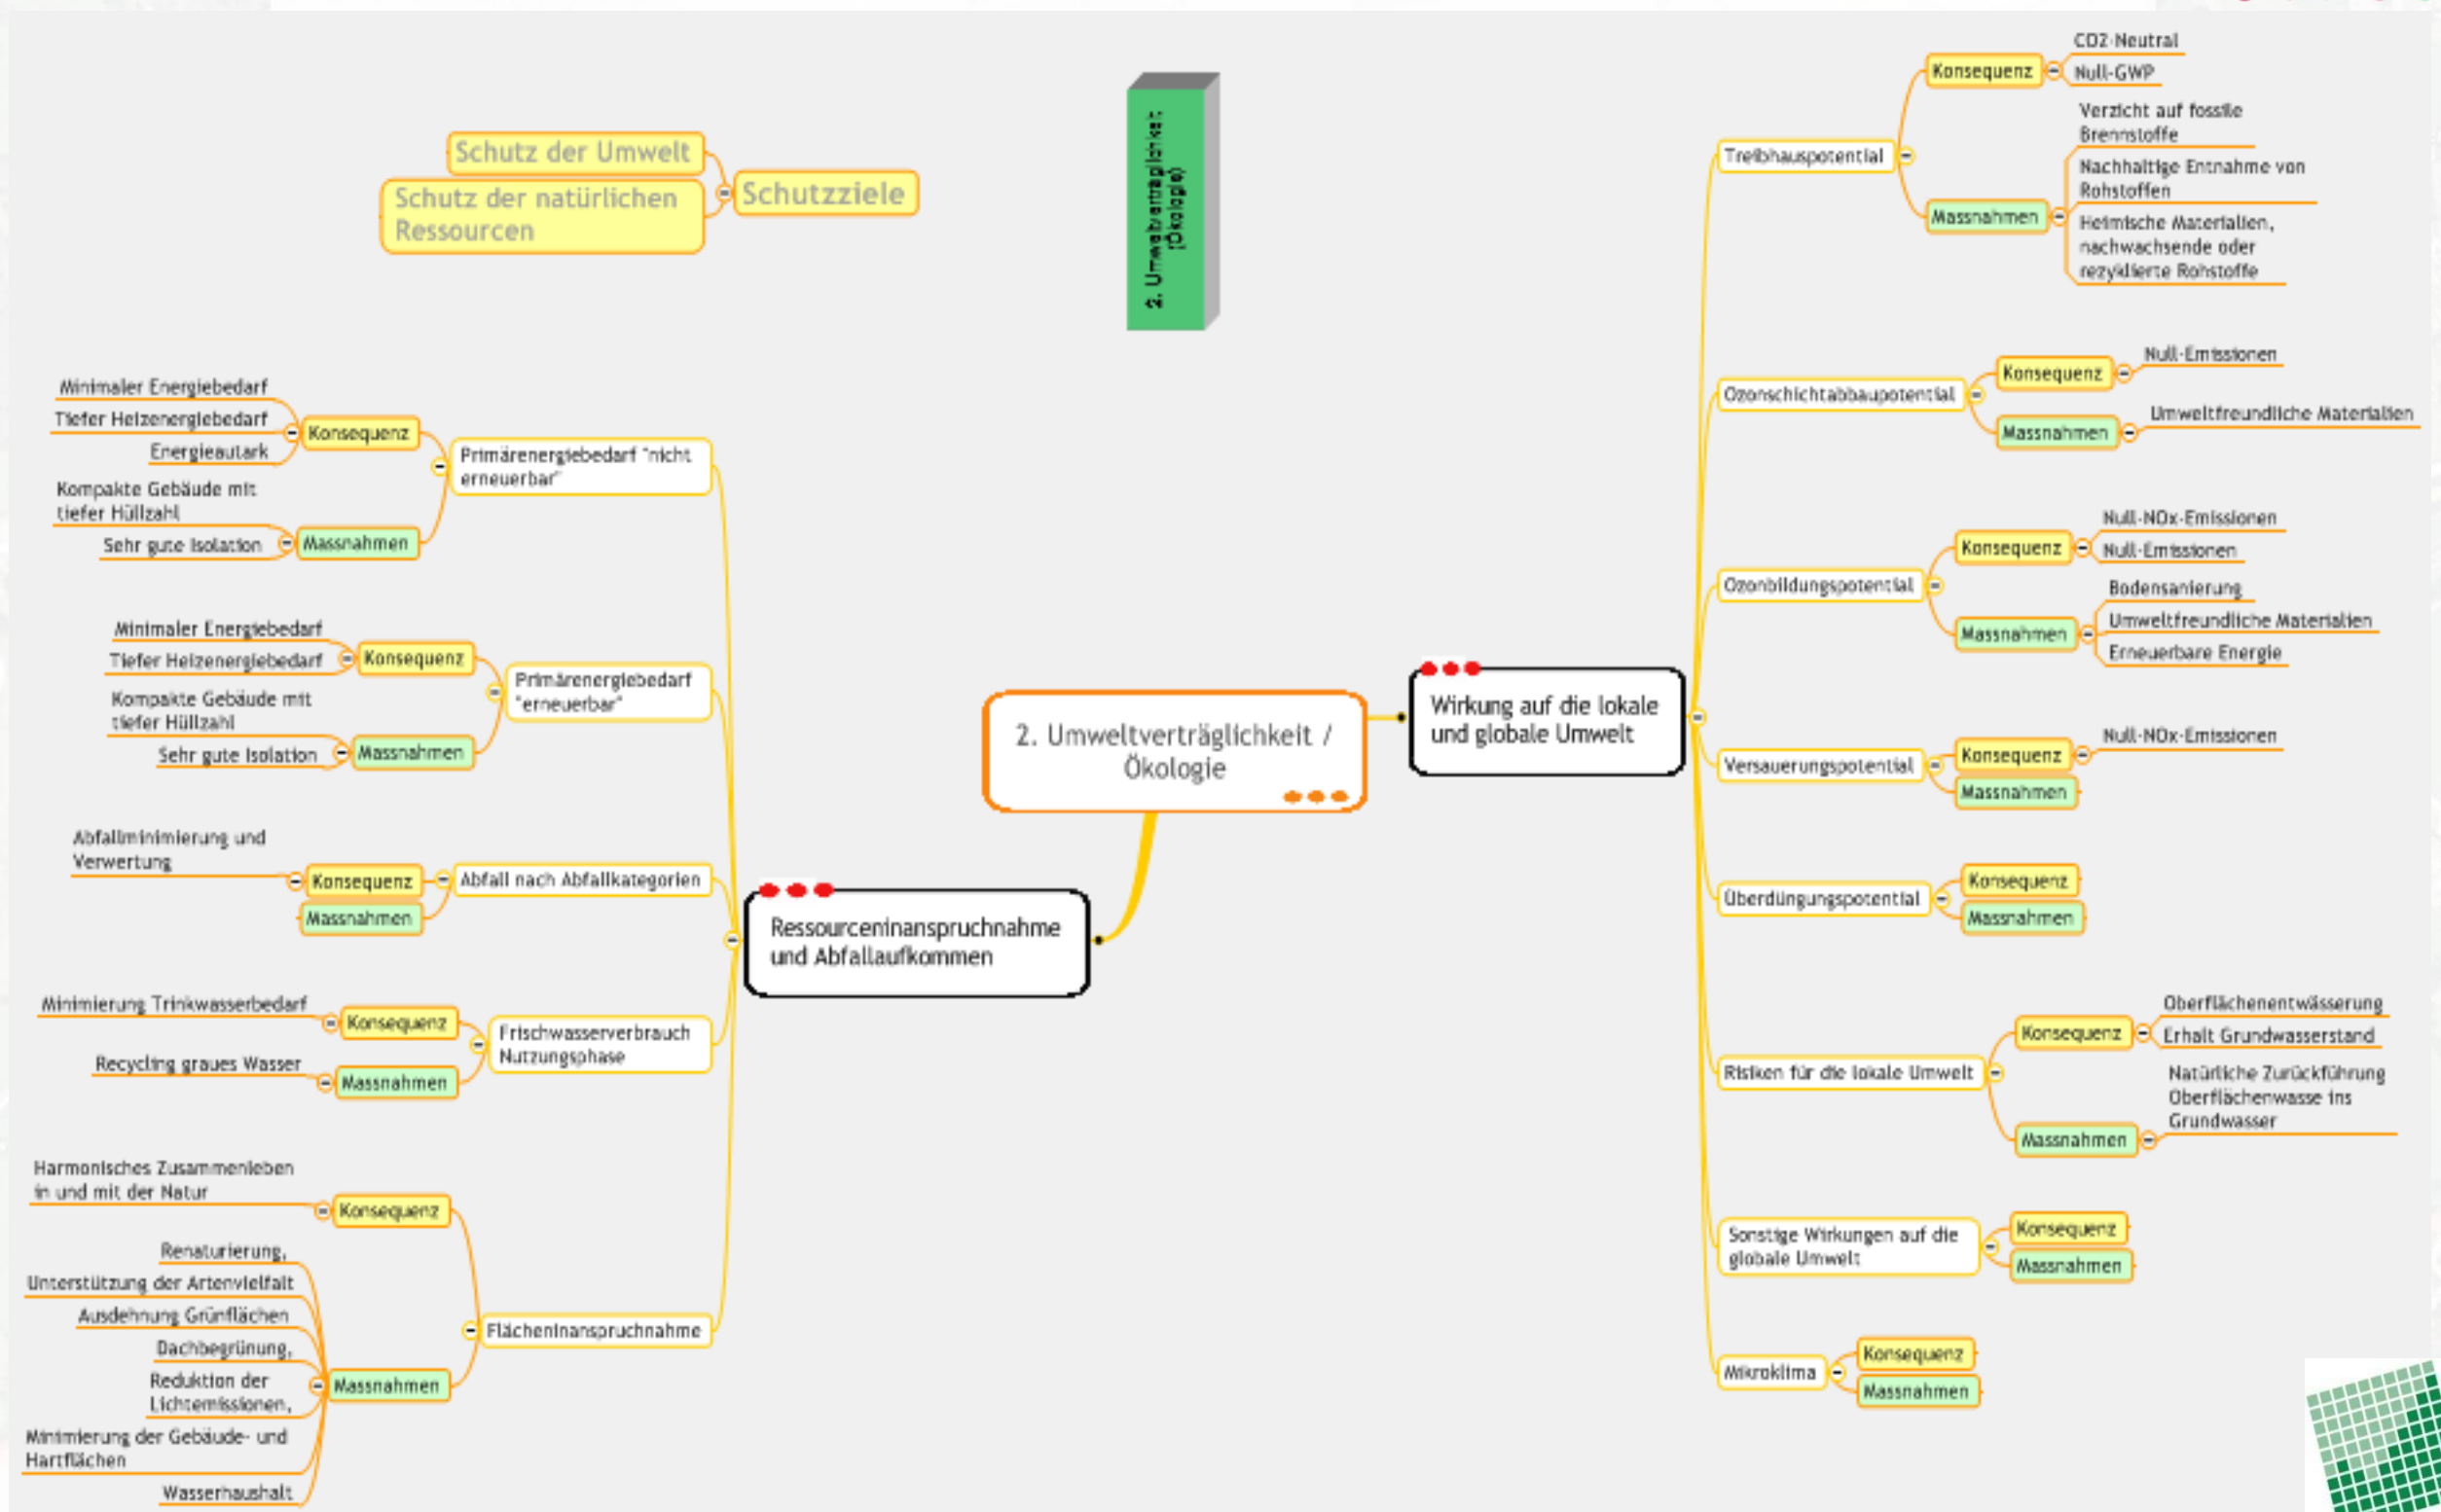 2. Umweltverträglichkeit
(Ökologie)
Schutz der Umwelt
Schutz der natürlichen
Ressourcen
Schutzziele
2. Umweltverträglichkeit /
Ökologie
Wirkung auf die lokale
und globale Umwelt
Treibhauspotential
Konsequenz
CO2-Neutral
Null-GWP
Massnahmen
Verzicht auf fossile
Brennstoffe
Nachhaltige Entnahme von
Rohstoffen
Heimische Materialien,
nachwachsende oder
rezyklierte Rohstoffe
Ozonschichtabbaupotential
Konsequenz
Null-Emissionen
Massnahmen
Umweltfreundliche Materialien
Ozonbildungspotential
Konsequenz
Null-NOx-Emissionen
Null-Emissionen
Massnahmen
Bodensanierung
Umweltfreundliche Materialien
Erneuerbare Energie
Versauerungspotential
Konsequenz
Null-NOx-Emissionen
Massnahmen
Überdüngungspotential
Konsequenz
Massnahmen
Risiken für die lokale Umwelt
Konsequenz
Oberflächenentwässerung
Erhalt Grundwasserstand
Massnahmen
Natürliche Zurückführung
Oberflächenwasse ins
Grundwasser
Sonstige Wirkungen auf die
globale Umwelt
Konsequenz
Massnahmen
Mikroklima
Konsequenz
Massnahmen
Ressourceninanspruchnahme
und Abfallaufkommen
Primärenergiebedarf "nicht
erneuerbar"
Konsequenz
Minimaler Energiebedarf
Tiefer Heizenergiebedarf
Energieautark
Massnahmen
Kompakte Gebäude mit
tiefer Hüllzahl
Sehr gute Isolation
Primärenergiebedarf
"erneuerbar"
Konsequenz
Minimaler Energiebedarf
Tiefer Heizenergiebedarf
Massnahmen
Kompakte Gebäude mit
tiefer Hüllzahl
Sehr gute Isolation
Abfall nach Abfallkategorien
Konsequenz
Abfallminimierung und
Verwertung
Massnahmen
Frischwasserverbrauch
Nutzungsphase
Konsequenz
Minimierung Trinkwasserbedarf
Massnahmen
Recycling graues Wasser
Flächeninanspruchnahme
Konsequenz
Harmonisches Zusammenleben
in und mit der Natur
Massnahmen
Renaturierung,
Unterstützung der Artenvielfalt
Ausdehnung Grünflächen
Dachbegrünung,
Reduktion der
Lichtemissionen,
Minimierung der Gebäude- und
Hartflächen
Wasserhaushalt